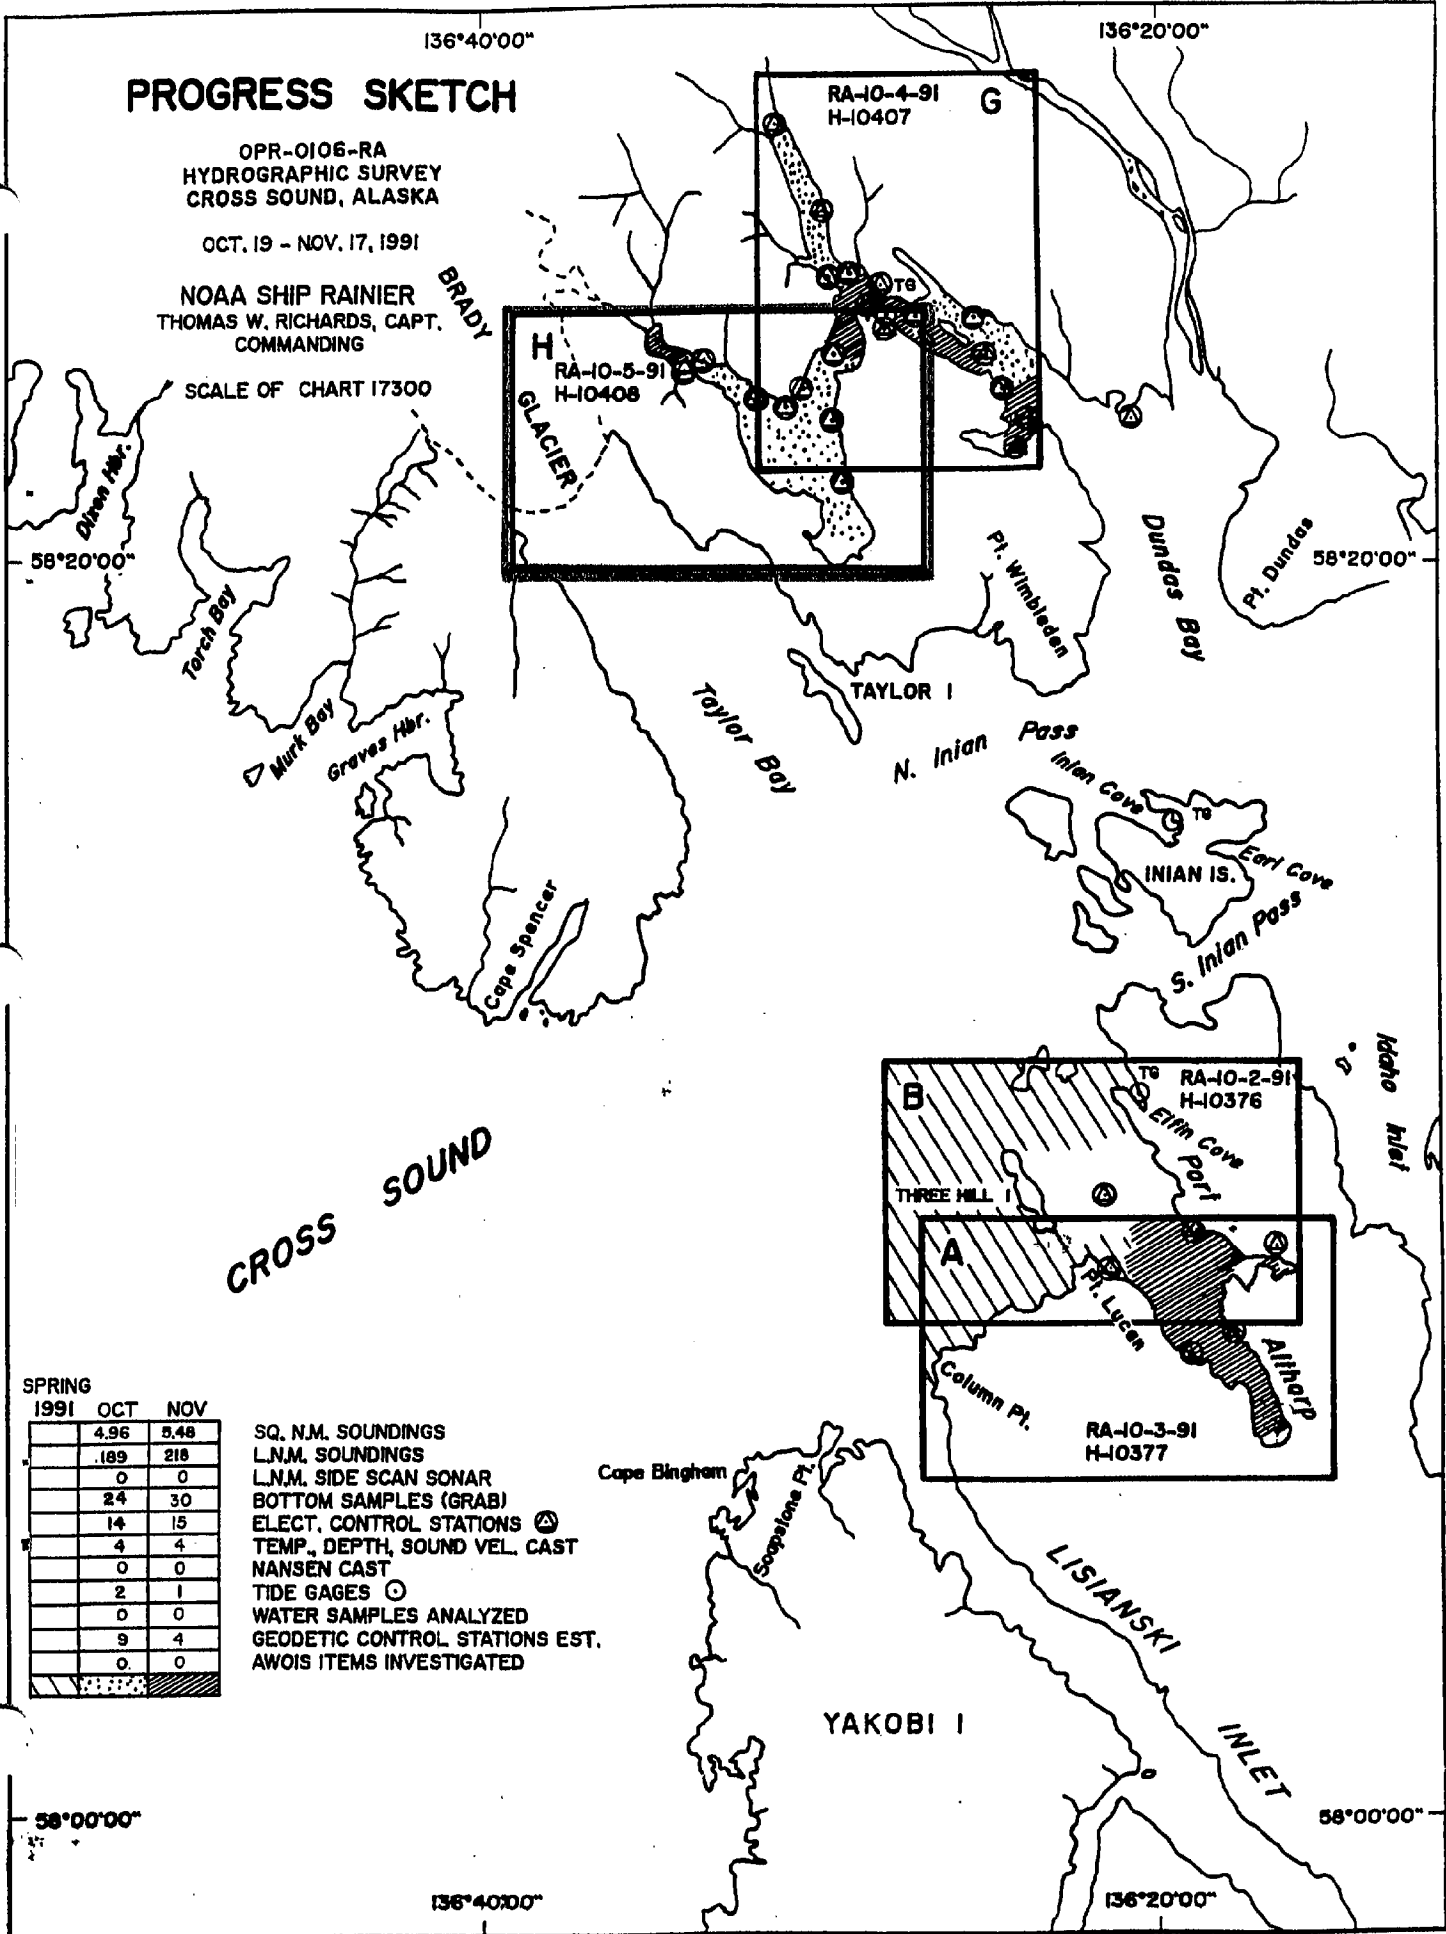 136°40'00"
136°20'00"
PROGRESS SKETCH
OPR-O106-RA
HYDROGRAPHIC SURVEY
CROSS SOUND, ALASKA
OCT. 19 - NOV. 17, 1991
NOAA SHIP RAINIER
THOMAS W. RICHARDS, CAPT.
COMMANDING
SCALE OF CHART 17300
RA-10-4-91
H-10407
G
TG
BRADY
GLACIER
H
RA-10-5-91
H-10408
Dixon Hbr.
58°20'00"
58°20'00"
Torch Bay
Murk Bay
Graves Hbr.
Taylor Bay
TAYLOR I
Pt. Wimbledon
Dundas Bay
Pt. Dundas
N. Inian Pass
Inian Cove
TG
Earl Cove
INIAN IS.
S. Inian Pass
Cape Spencer
Idaho Inlet
B
TG
RA-10-2-91
H-10376
Elfin Cove
Port
THREE HILL I
A
Pt. Lucan
Althorp
Column Pt.
RA-10-3-91
H-10377
CROSS SOUND
SPRING
1991 OCT NOV
4.96 5.48 SQ. N.M. SOUNDINGS
189 218 L.N.M. SOUNDINGS
0 0 L.N.M. SIDE SCAN SONAR
24 30 BOTTOM SAMPLES (GRAB)
14 15 ELECT. CONTROL STATIONS
4 4 TEMP., DEPTH, SOUND VEL. CAST
0 0 NANSEN CAST
2 1 TIDE GAGES
0 0 WATER SAMPLES ANALYZED
9 4 GEODETIC CONTROL STATIONS EST.
0 0 AWOIS ITEMS INVESTIGATED
Cape Bingham
Soapstone Pt.
LISIANSKI INLET
YAKOBI I
58°00'00"
58°00'00"
136°40'00"
136°20'00"